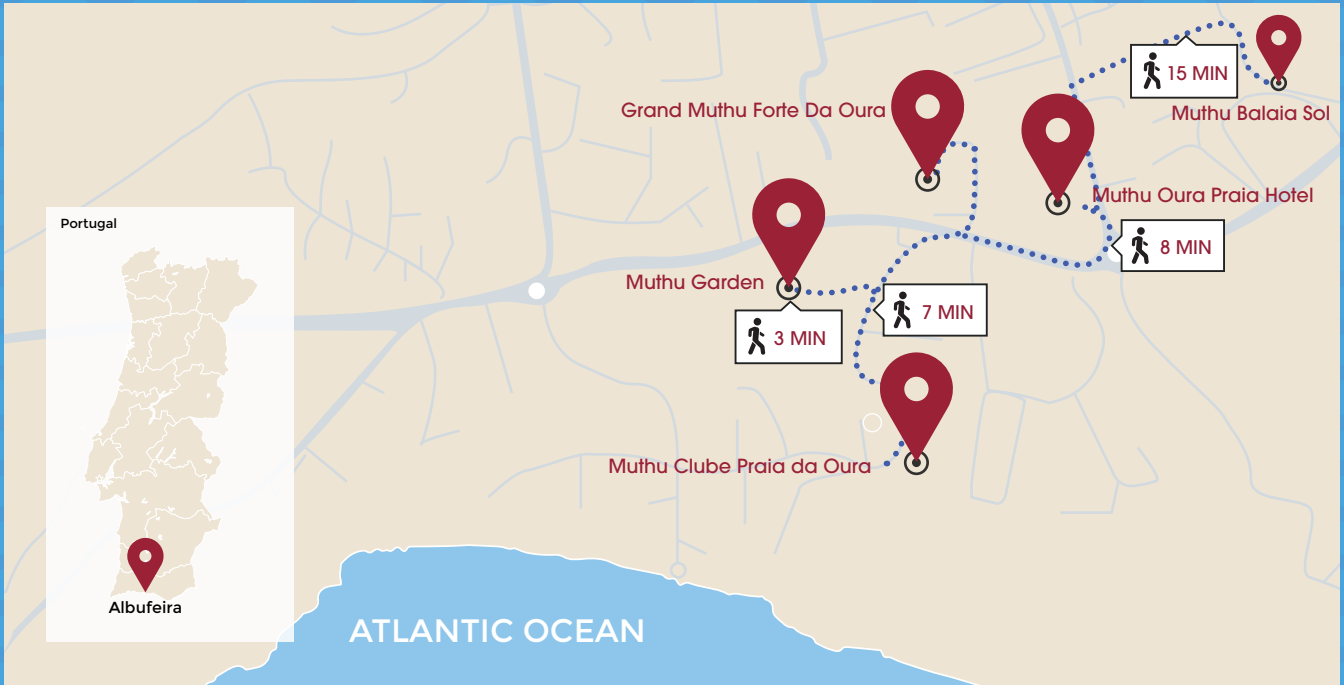 15 MIN
Grand Muthu Forte Da Oura
Muthu Balaia Sol
Muthu Oura Praia Hotel
Portugal
8 MIN
Muthu Garden
7 MIN
3 MIN
Muthu Clube Praia da Oura
Albufeira
ATLANTIC OCEAN